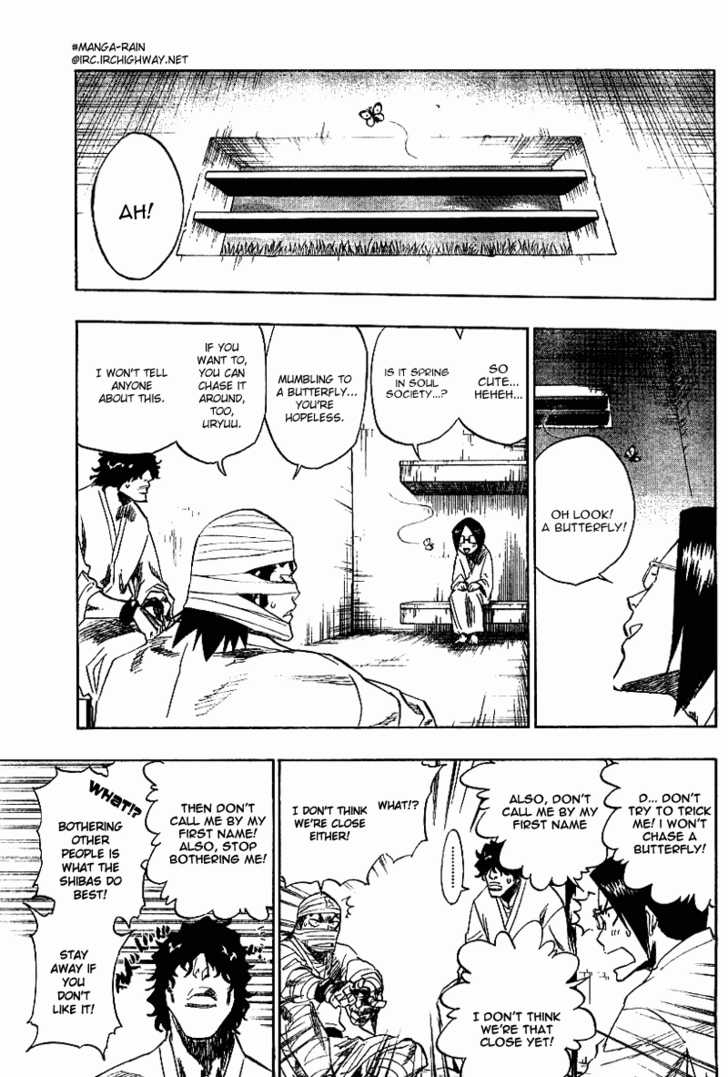 #MANGA-RAIN
@IRC.IRCHIGHWAY.NET
AH!
OH LOOK!
A BUTTERFLY!
SO
CUTE...
HEHEH...
IS IT SPRING
IN SOUL
SOCIETY...?
MUMBLING TO
A BUTTERFLY...
YOU'RE
HOPELESS.
IF YOU
WANT TO,
YOU CAN
CHASE IT
AROUND,
TOO,
URYUU.
I WON'T TELL
ANYONE
ABOUT THIS.
D... DON'T
TRY TO TRICK
ME! I WON'T
CHASE A
BUTTERFLY!
ALSO, DON'T
CALL ME BY MY
FIRST NAME
I DON'T THINK
WE'RE THAT
CLOSE YET!
.........
WHAT!?
I DON'T THINK
WE'RE CLOSE
EITHER!
THEN DON'T
CALL ME BY MY
FIRST NAME!
ALSO, STOP
BOTHERING ME!
WHAT!?
BOTHERING
OTHER
PEOPLE IS
WHAT THE
SHIBAS DO
BEST!
STAY
AWAY IF
YOU
DON'T
LIKE IT!